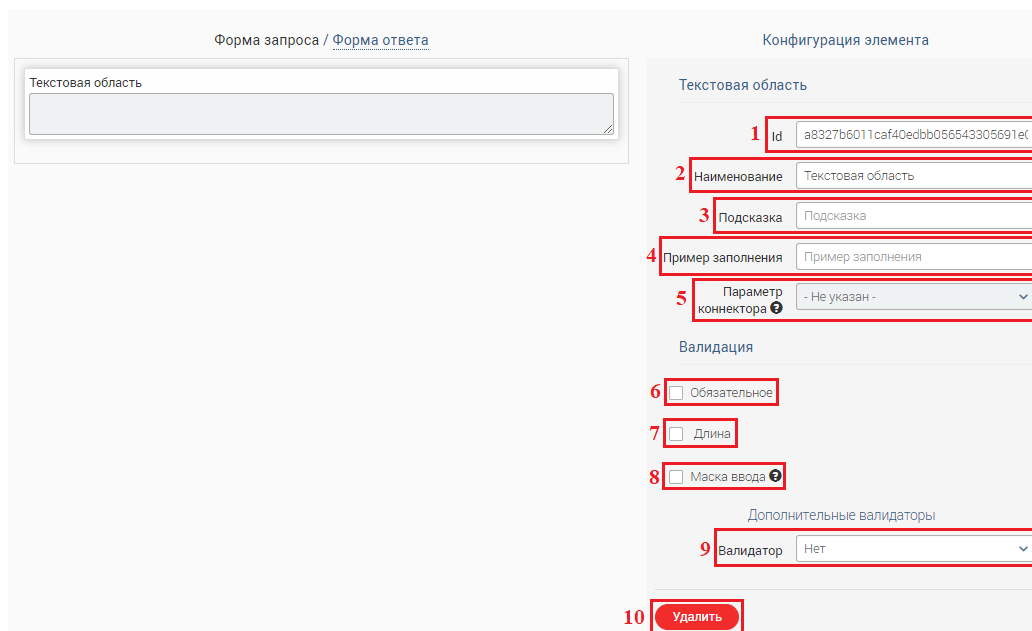 Форма запроса / Форма ответа
Текстовая область
Конфигурация элемента
Текстовая область
1 Id a8327b6011caf40edbb056543305691e0
2 Наименование Текстовая область
3 Подсказка Подсказка
4 Пример заполнения Пример заполнения
5 Параметр
коннектора ? - Не указан -
Валидация
6 Обязательное
7 Длина
8 Маска ввода ?
Дополнительные валидаторы
9 Валидатор Нет
10 Удалить